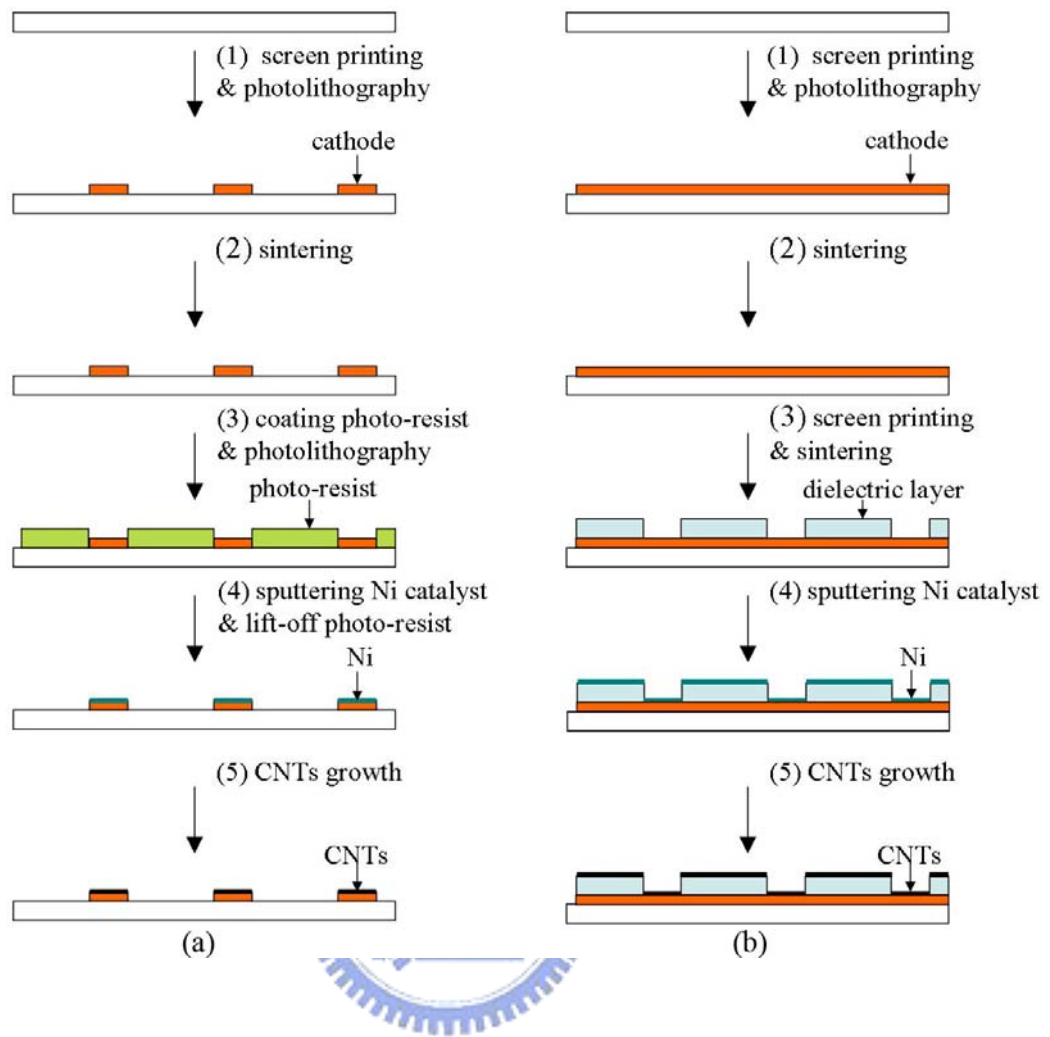 (1) screen printing
& photolithography
cathode
(2) sintering
(3) coating photo-resist
& photolithography
photo-resist
(4) sputtering Ni catalyst
& lift-off photo-resist
Ni
(5) CNTs growth
CNTs
(a)
(1) screen printing
& photolithography
cathode
(2) sintering
(3) screen printing
& sintering
dielectric layer
(4) sputtering Ni catalyst
Ni
(5) CNTs growth
CNTs
(b)